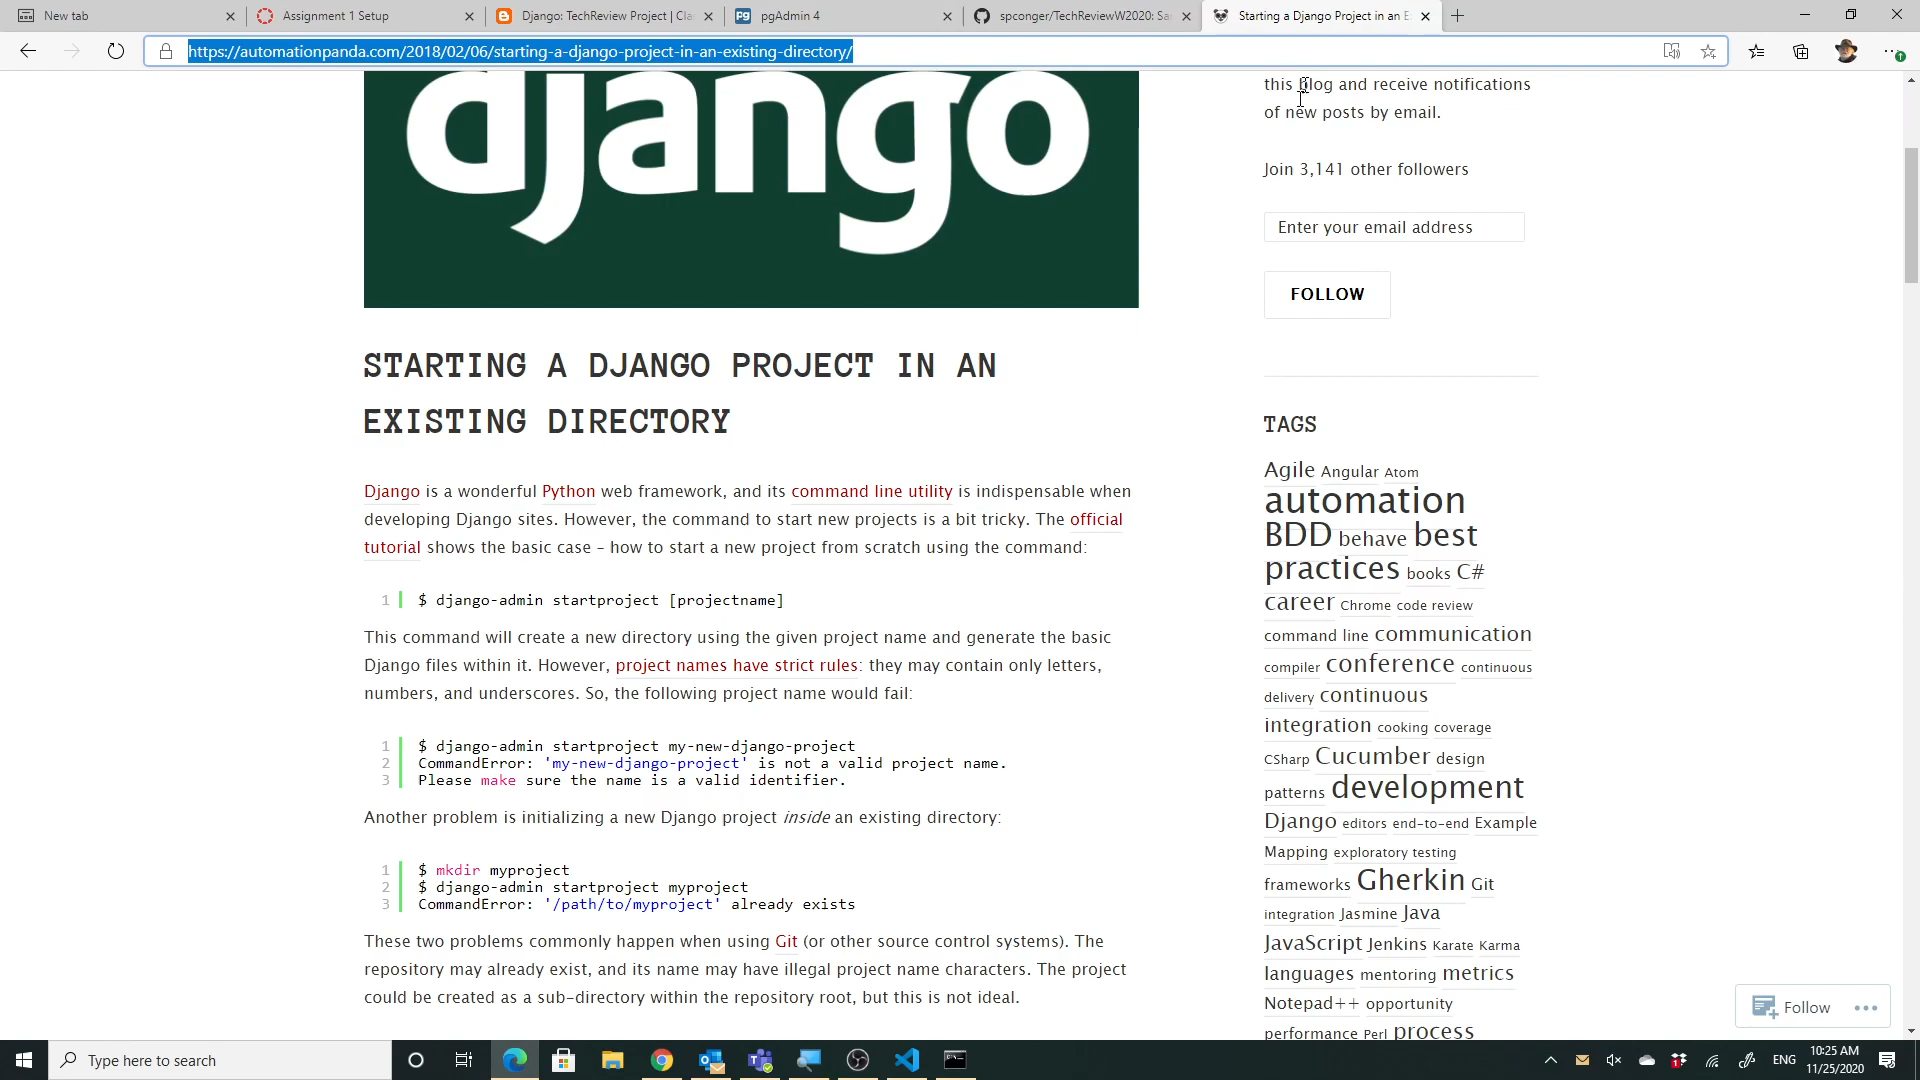 New tab
Assignment 1 Setup
Django: TechReview Project | Cla
pgAdmin 4
spconger/TechReviewW2020: Sa
Starting a Django Project in an E
https://automationpanda.com/2018/02/06/starting-a-django-project-in-an-existing-directory/
django
STARTING A DJANGO PROJECT IN AN
EXISTING DIRECTORY
Django is a wonderful Python web framework, and its command line utility is indispensable when
developing Django sites. However, the command to start new projects is a bit tricky. The official
tutorial shows the basic case – how to start a new project from scratch using the command:
1 $ django-admin startproject [projectname]
This command will create a new directory using the given project name and generate the basic
Django files within it. However, project names have strict rules: they may contain only letters,
numbers, and underscores. So, the following project name would fail:
1 $ django-admin startproject my-new-django-project
2 CommandError: 'my-new-django-project' is not a valid project name.
3 Please make sure the name is a valid identifier.
Another problem is initializing a new Django project inside an existing directory:
1 $ mkdir myproject
2 $ django-admin startproject myproject
3 CommandError: '/path/to/myproject' already exists
These two problems commonly happen when using Git (or other source control systems). The
repository may already exist, and its name may have illegal project name characters. The project
could be created as a sub-directory within the repository root, but this is not ideal.
this blog and receive notifications
of new posts by email.
Join 3,141 other followers
Enter your email address
FOLLOW
TAGS
Agile Angular Atom
automation
BDD behave best
practices books C#
career Chrome code review
command line communication
compiler conference continuous
delivery continuous
integration cooking coverage
CSharp Cucumber design
patterns development
Django editors end-to-end Example
Mapping exploratory testing
frameworks Gherkin Git
integration Jasmine Java
JavaScript Jenkins Karate Karma
languages mentoring metrics
Notepad++ opportunity
performance Perl process
Follow
Type here to search
ENG
10:25 AM
11/25/2020